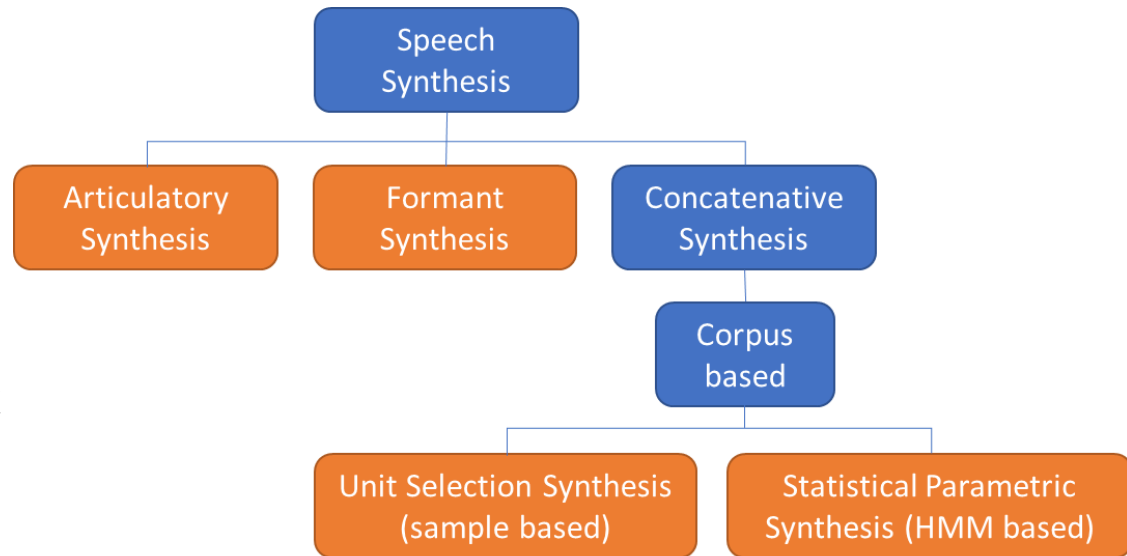 Speech
Synthesis
Articulatory
Synthesis
Formant
Synthesis
Concatenative
Synthesis
Corpus
based
Unit Selection Synthesis
(sample based)
Statistical Parametric
Synthesis (HMM based)